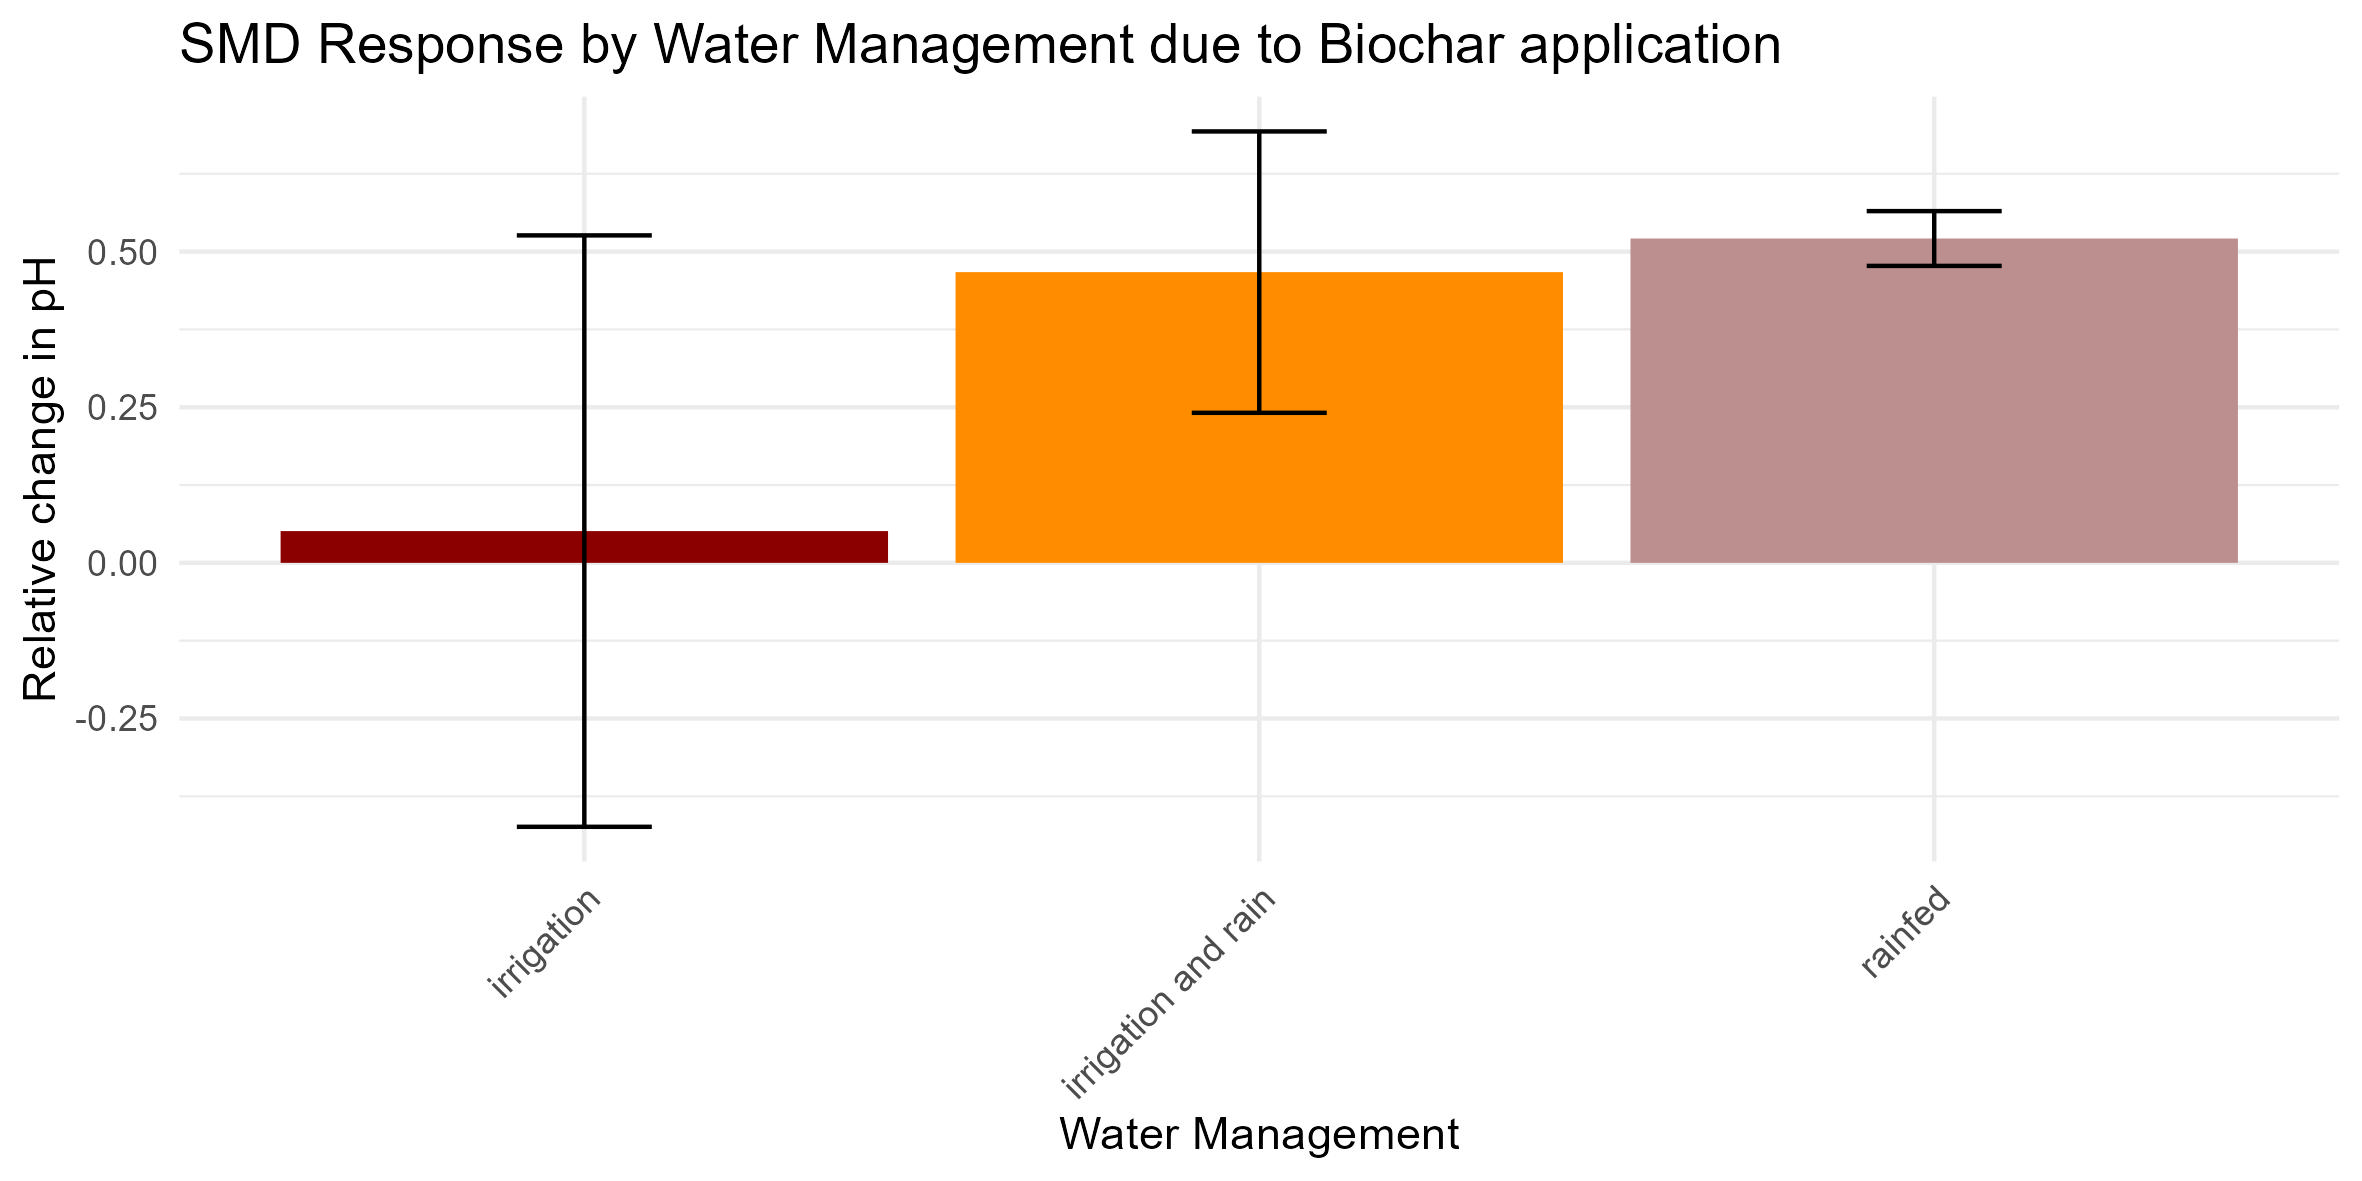 SMD Response by Water Management due to Biochar application
Relative change in pH
0.50
0.25
0.00
-0.25
irrigation
irrigation and rain
rainfed
Water Management